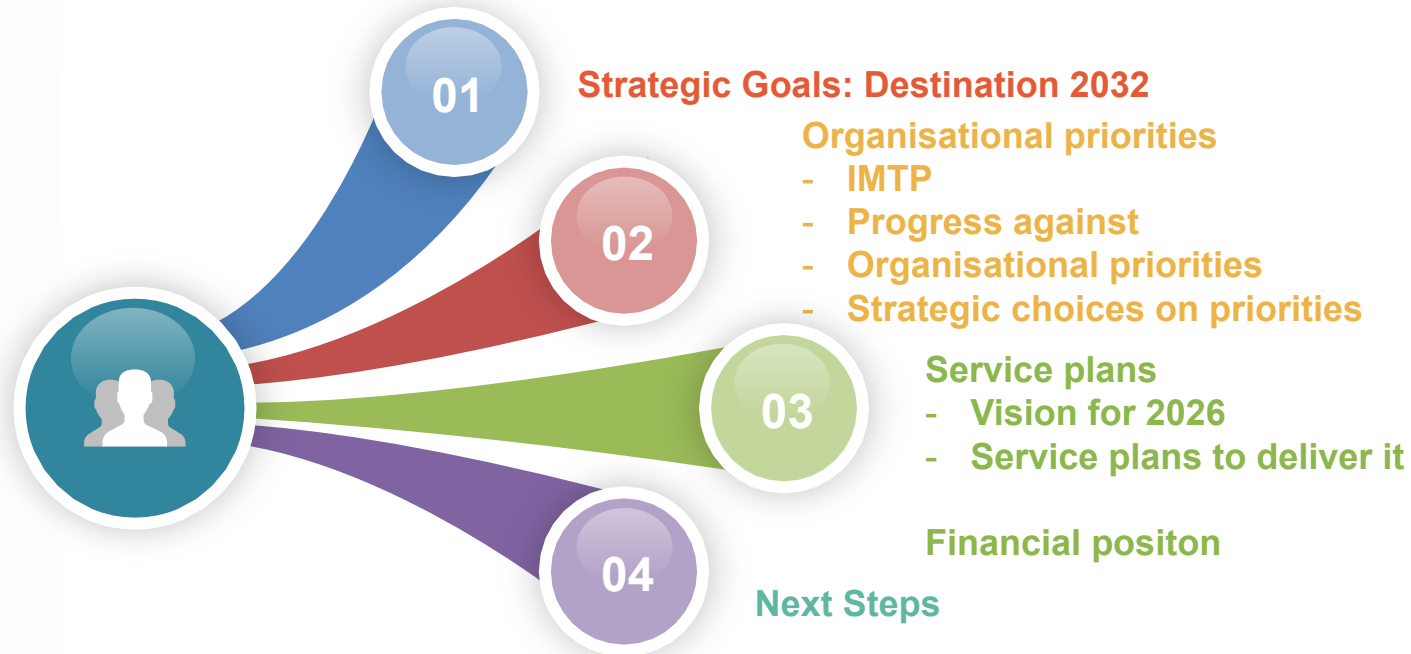 01
Strategic Goals: Destination 2032
02
Organisational priorities
- IMTP
- Progress against
- Organisational priorities
- Strategic choices on priorities
03
Service plans
- Vision for 2026
- Service plans to deliver it
Financial positon
04
Next Steps